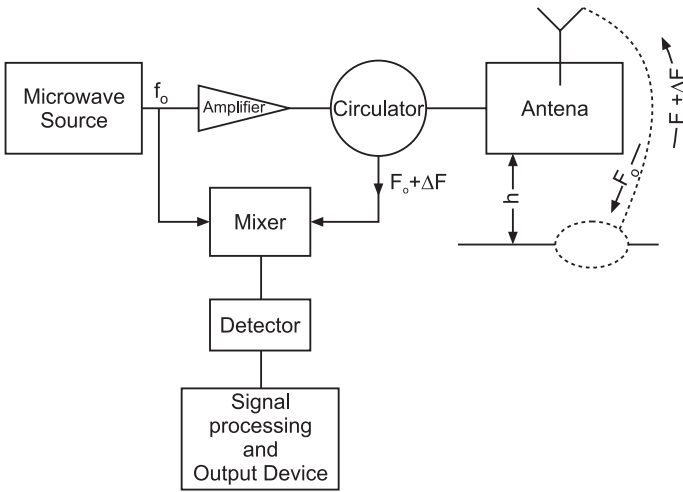 Microwave
Source
fo
Amplifier
Circulator
Antena
F +ΔF
Fo
Fo+ΔF
h
Mixer
Detector
Signal
processing
and
Output Device